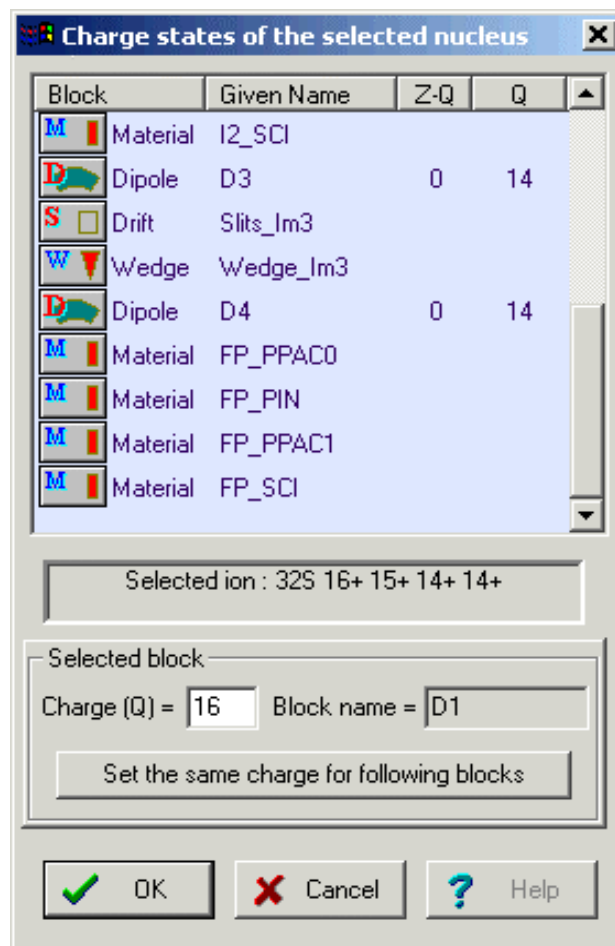 Charge states of the selected nucleus
Block Given Name Z-Q Q
M Material I2_SCI
D Dipole D3 0 14
S Drift Slits_Im3
W Wedge Wedge_Im3
D Dipole D4 0 14
M Material FP_PPAC0
M Material FP_PIN
M Material FP_PPAC1
M Material FP_SCI
Selected ion : 32S 16+ 15+ 14+ 14+
Selected block
Charge (Q) = 16 Block name = D1
Set the same charge for following blocks
OK Cancel ? Help